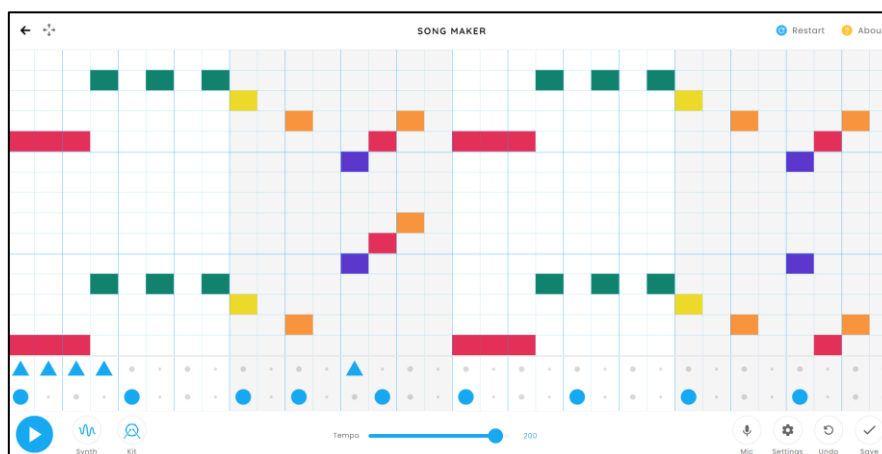 SONG MAKER
Restart
Abou
Tempo
200
Synth
Kit
Mic
Settings
Undo
Save